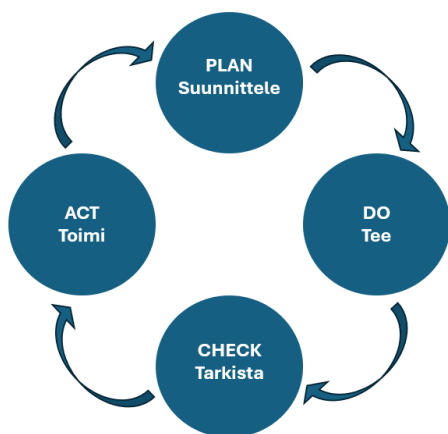 PLAN
Suunnittele
DO
Tee
CHECK
Tarkista
ACT
Toimi